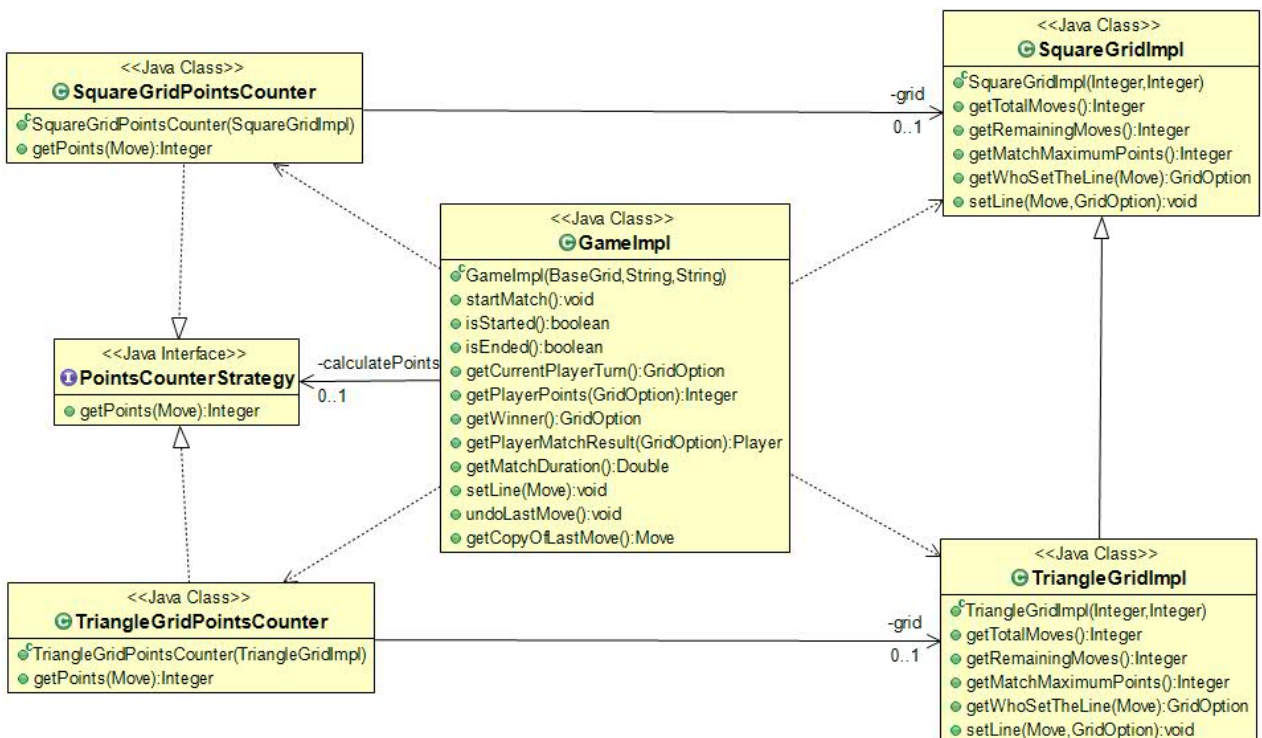 <<Java Class>>
SquareGridPointsCounter
SquareGridPointsCounter(SquareGridImpl)
getPoints(Move):Integer
-grid
0..1
<<Java Class>>
SquareGridImpl
SquareGridImpl(Integer,Integer)
getTotalMoves():Integer
getRemainingMoves():Integer
getMatchMaximumPoints():Integer
getWhoSetTheLine(Move):GridOption
setLine(Move,GridOption):void
<<Java Class>>
GameImpl
GameImpl(BaseGrid,String,String)
startMatch():void
isStarted():boolean
isEnded():boolean
getCurrentPlayerTurn():GridOption
getPlayerPoints(GridOption):Integer
getWinner():GridOption
getPlayerMatchResult(GridOption):Player
getMatchDuration():Double
setLine(Move):void
undoLastMove():void
getCopyOfLastMove():Move
<<Java Interface>>
PointsCounterStrategy
getPoints(Move):Integer
-calculatePoints
0..1
<<Java Class>>
TriangleGridPointsCounter
TriangleGridPointsCounter(TriangleGridImpl)
getPoints(Move):Integer
-grid
0..1
<<Java Class>>
TriangleGridImpl
TriangleGridImpl(Integer,Integer)
getTotalMoves():Integer
getRemainingMoves():Integer
getMatchMaximumPoints():Integer
getWhoSetTheLine(Move):GridOption
setLine(Move,GridOption):void